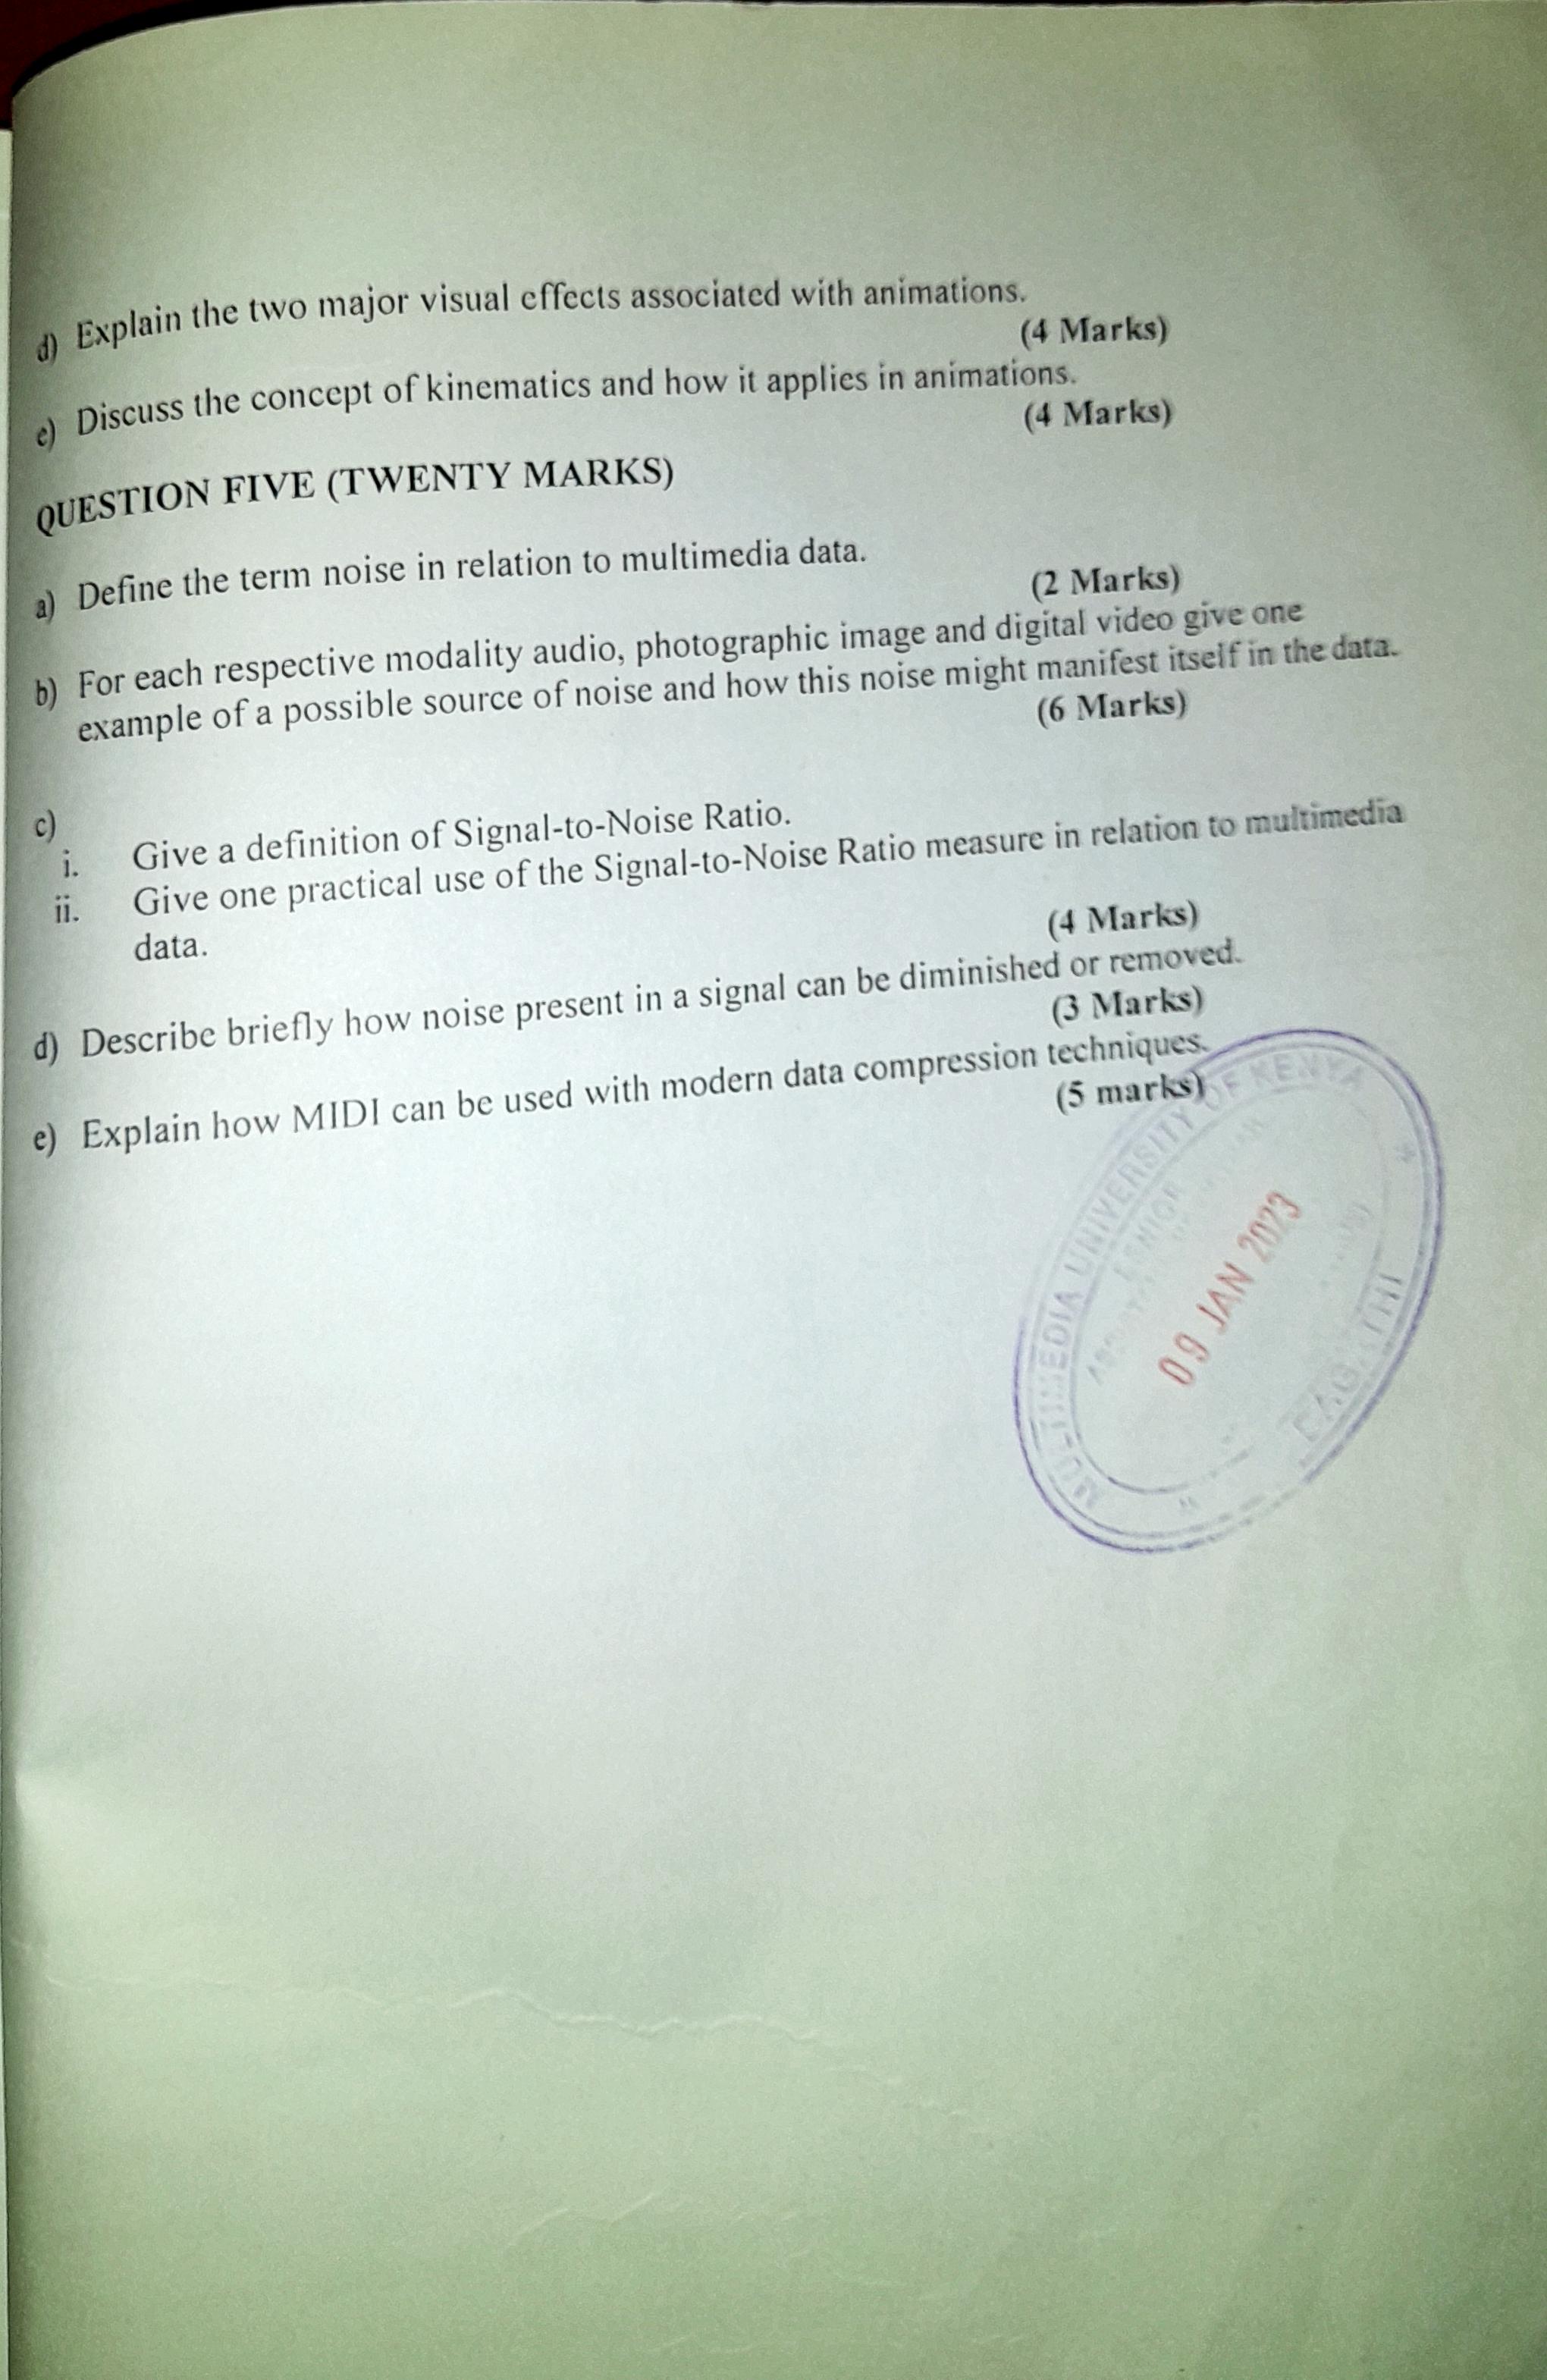 d) Explain the two major visual effects associated with animations.
(4 Marks)
e) Discuss the concept of kinematics and how it applies in animations.
(4 Marks)
QUESTION FIVE (TWENTY MARKS)
a) Define the term noise in relation to multimedia data.
(2 Marks)
b) For each respective modality audio, photographic image and digital video give one
example of a possible source of noise and how this noise might manifest itself in the data.
(6 Marks)
c)
i. Give a definition of Signal-to-Noise Ratio.
ii. Give one practical use of the Signal-to-Noise Ratio measure in relation to multimedia
data.
(4 Marks)
d) Describe briefly how noise present in a signal can be diminished or removed.
(3 Marks)
e) Explain how MIDI can be used with modern data compression techniques.
(5 marks)
MULTIMEDIA UNIVERSITY OF KENYA
09 JAN 2023